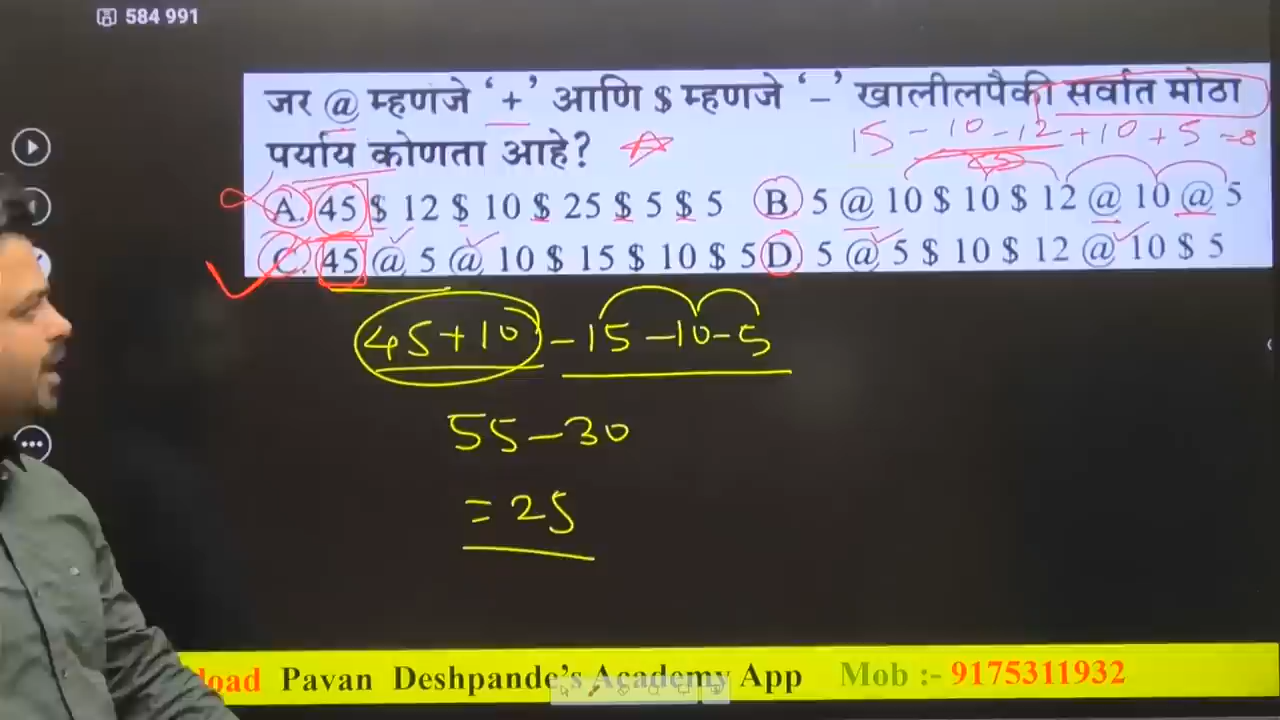 584 991
जर @ म्हणजे ‘+’ आणि $ म्हणजे ‘–’ खालीलपैकी सर्वात मोठा
15 - 10 - 12 + 10 + 5 = 8
पर्याय कोणता आहे?
A. 45 $ 12 $ 10 $ 25 $ 5 $ 5 B 5 @ 10 $ 10 $ 12 @ 10 @ 5
C. 45 @ 5 @ 10 $ 15 $ 10 $ 5 D 5 @ 5 $ 10 $ 12 @ 10 $ 5
45+10 - 15 - 10 - 5
55 - 30
= 25
load Pavan Deshpande's Academy App Mob :- 9175311932